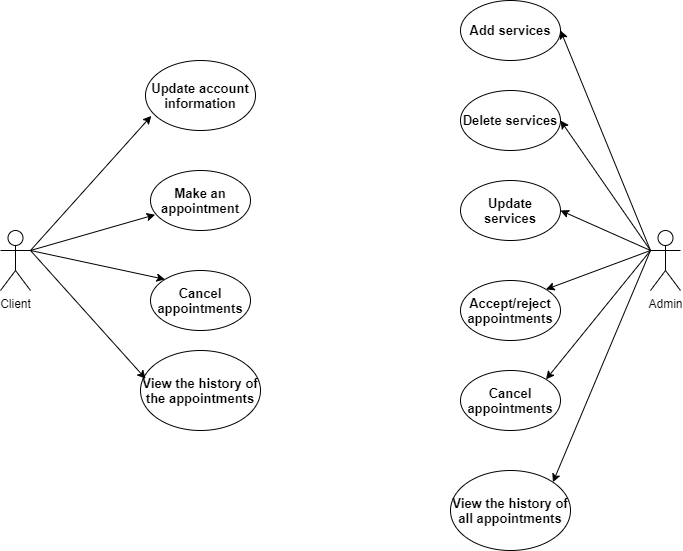 Update account
information
Make an
appointment
Cancel
appointments
View the history of
the appointments
Client
Add services
Delete services
Update
services
Accept/reject
appointments
Cancel
appointments
View the history of
all appointments
Admin